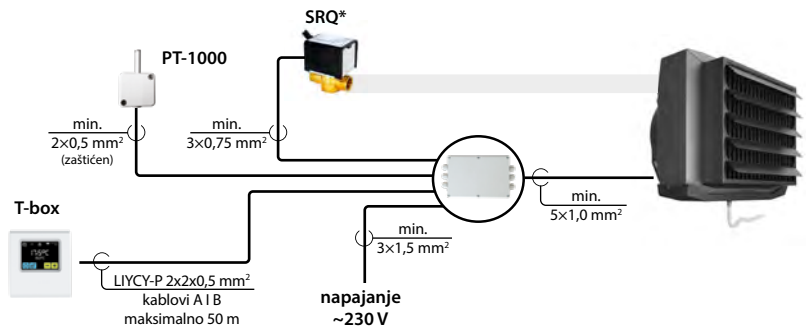 SRQ*
PT-1000
min.
2×0,5 mm²
(zaštićen)
min.
3×0,75 mm²
T-box
min.
5×1,0 mm²
min.
3×1,5 mm²
LIYCY-P 2x2x0,5 mm²
kablovi A I B
maksimalno 50 m
napajanje
~230 V